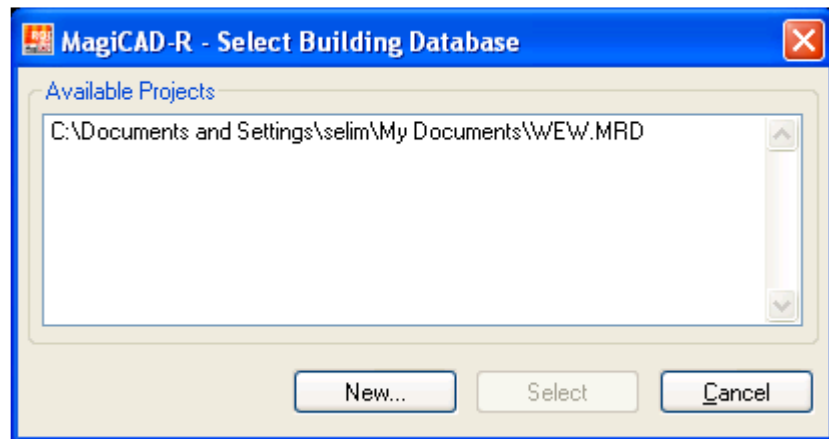 MagiCAD-R - Select Building Database
Available Projects
C:\Documents and Settings\selim\My Documents\WEW.MRD
New...
Select
Cancel